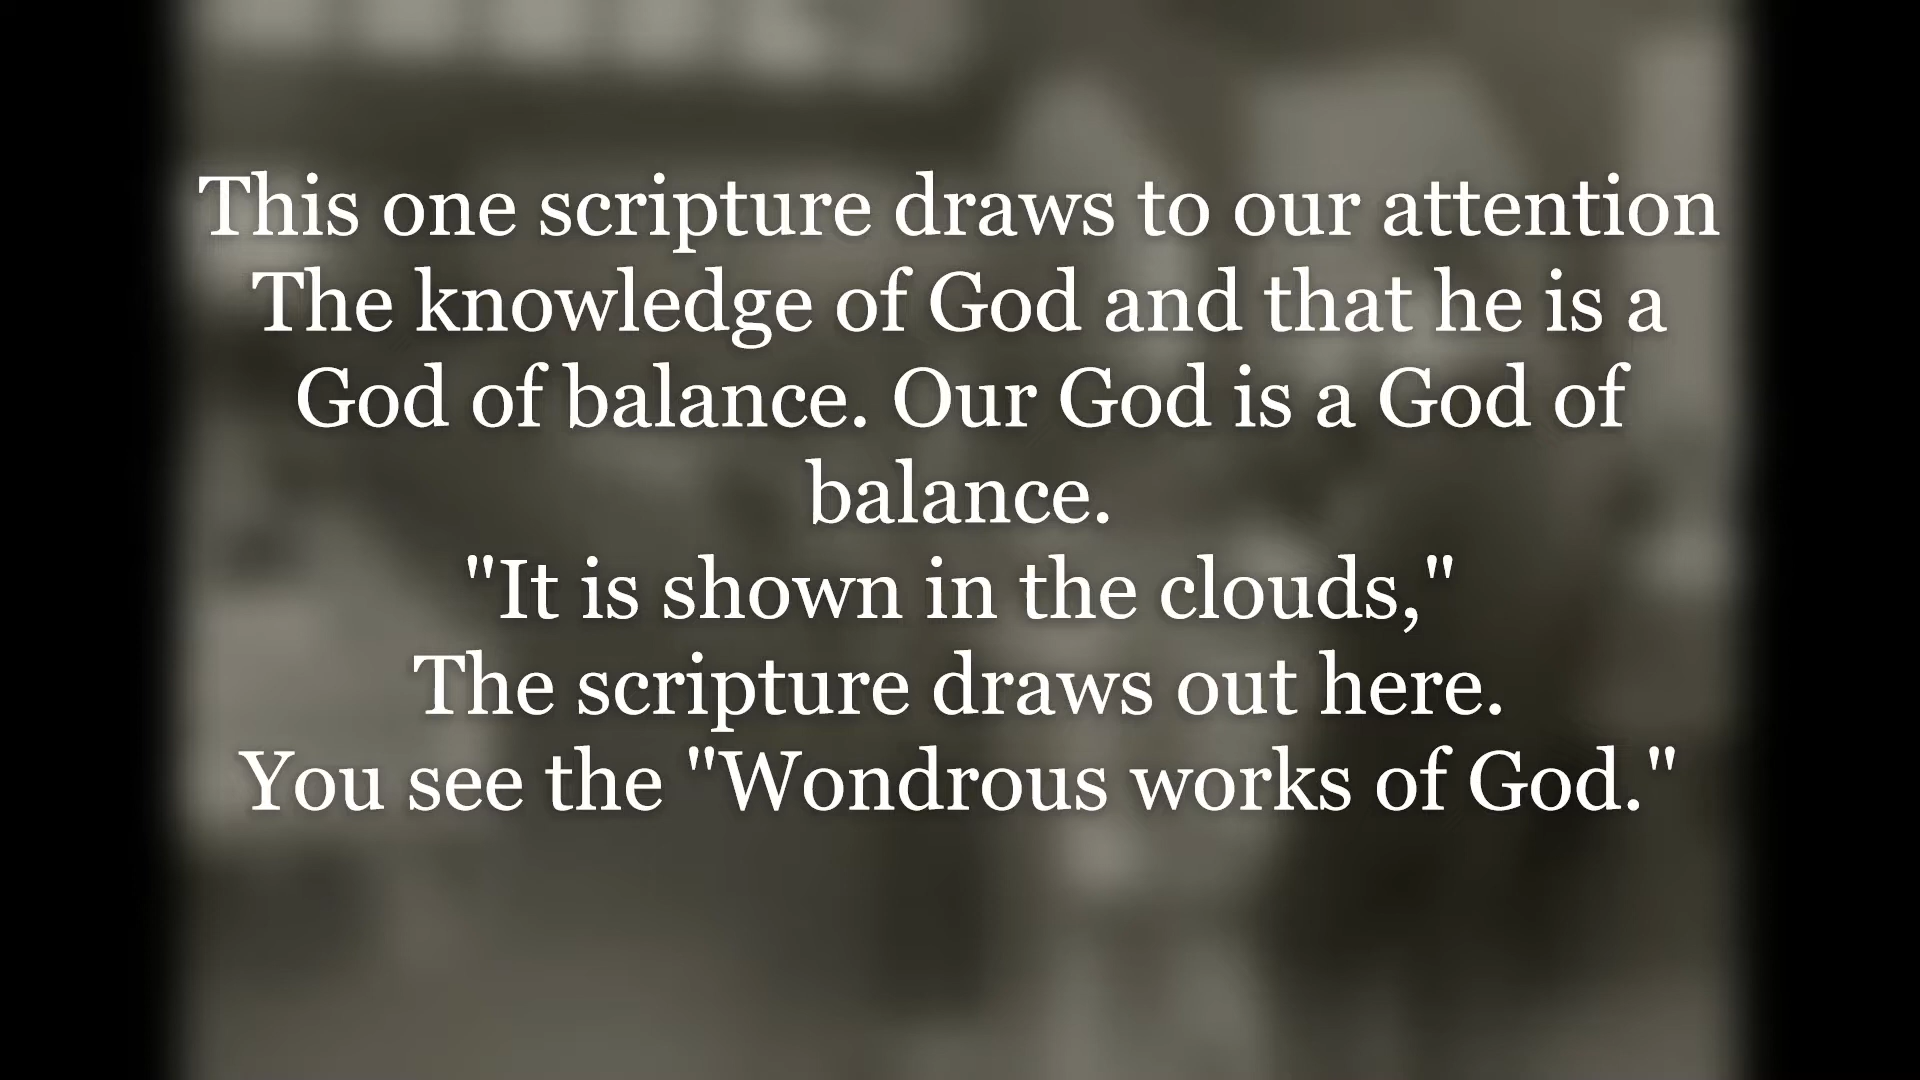 This one scripture draws to our attention
The knowledge of God and that he is a
God of balance. Our God is a God of
balance.
"It is shown in the clouds,"
The scripture draws out here.
You see the "Wondrous works of God."